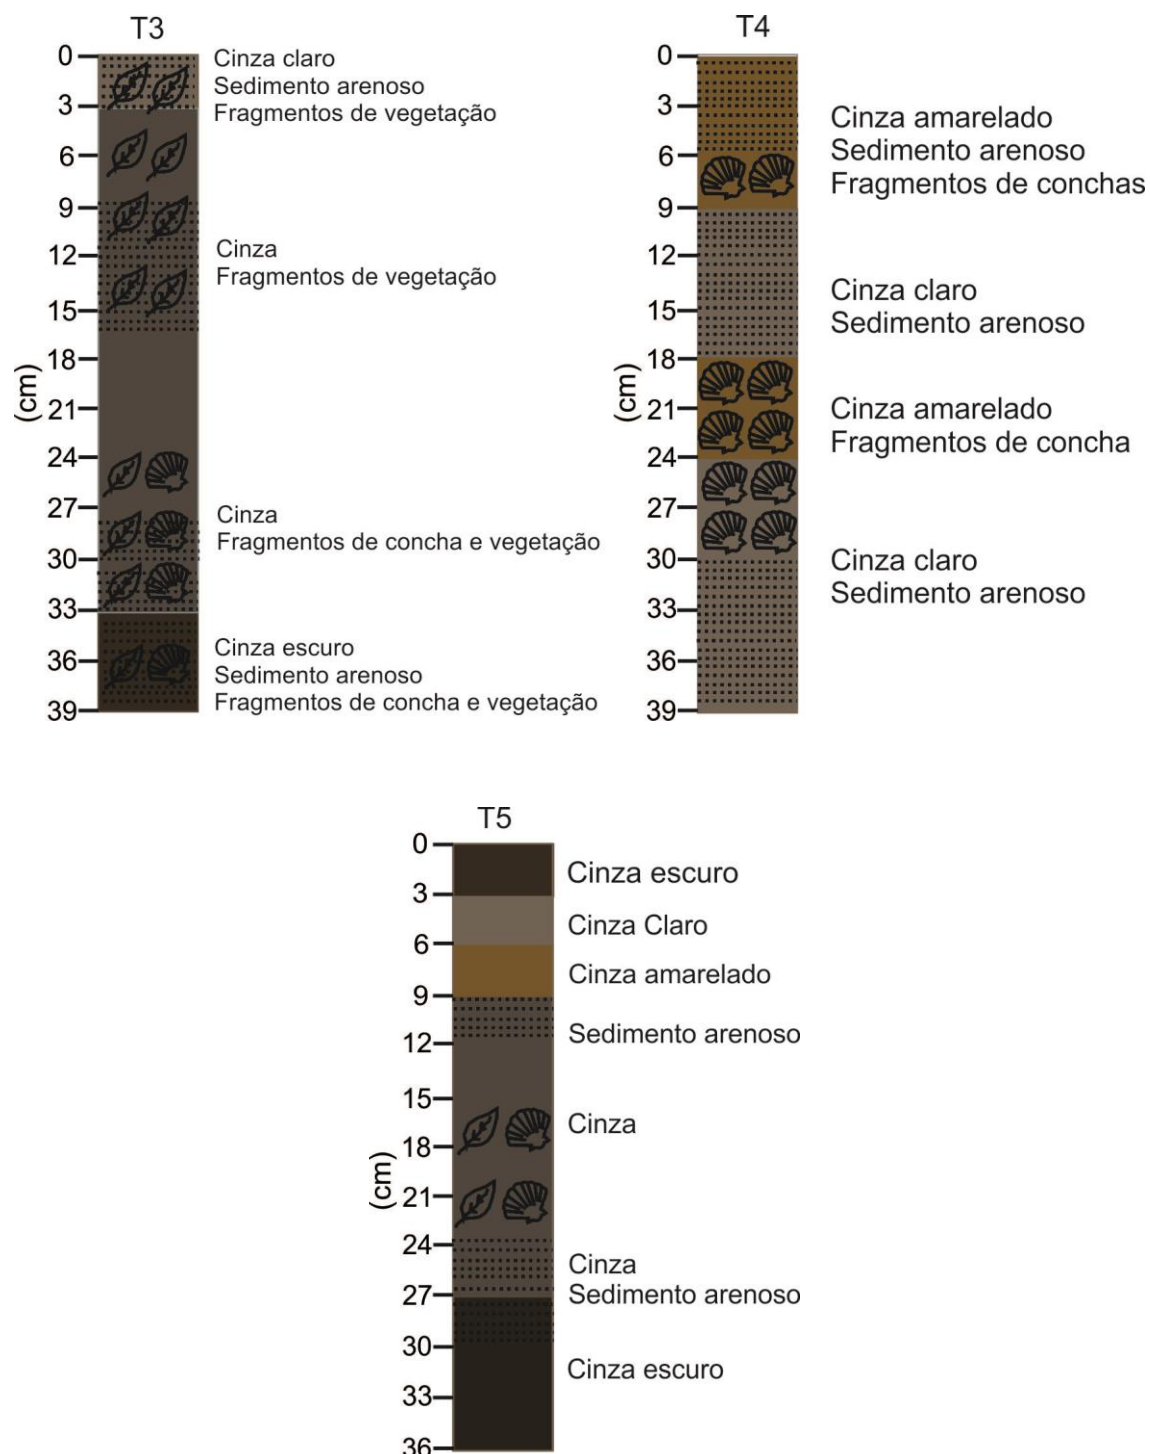 T3
0
3
6
9
12
15
18
21
24
27
30
33
36
39
(cm)
Cinza claro
Sedimento arenoso
Fragmentos de vegetação
Cinza
Fragmentos de vegetação
Cinza
Fragmentos de concha e vegetação
Cinza escuro
Sedimento arenoso
Fragmentos de concha e vegetação
T4
0
3
6
9
12
15
18
21
24
27
30
33
36
39
(cm)
Cinza amarelado
Sedimento arenoso
Fragmentos de conchas
Cinza claro
Sedimento arenoso
Cinza amarelado
Fragmentos de concha
Cinza claro
Sedimento arenoso
T5
0
3
6
9
12
15
18
21
24
27
30
33
36
(cm)
Cinza escuro
Cinza Claro
Cinza amarelado
Sedimento arenoso
Cinza
Cinza
Sedimento arenoso
Cinza escuro